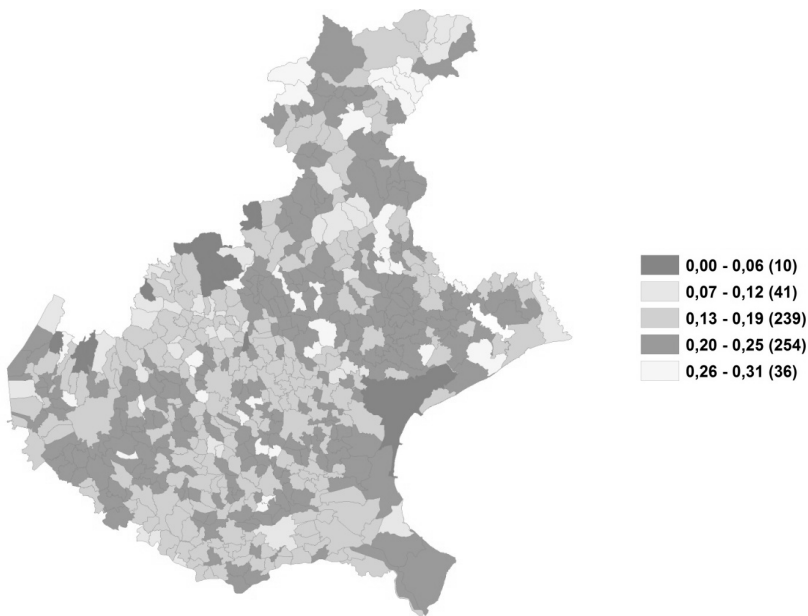 0,00 - 0,06 (10)
0,07 - 0,12 (41)
0,13 - 0,19 (239)
0,20 - 0,25 (254)
0,26 - 0,31 (36)